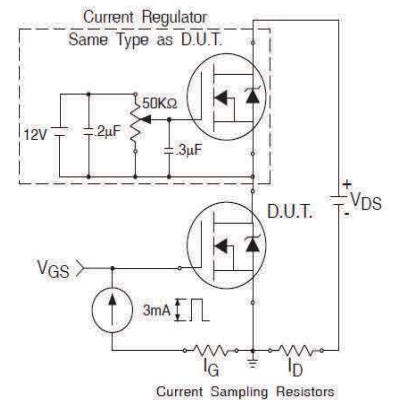 Current Regulator
Same Type as D.U.T.
50KΩ
12V
.2µF
.3µF
+
VDS
-
D.U.T.
VGS
3mA
IG
ID
Current Sampling Resistors